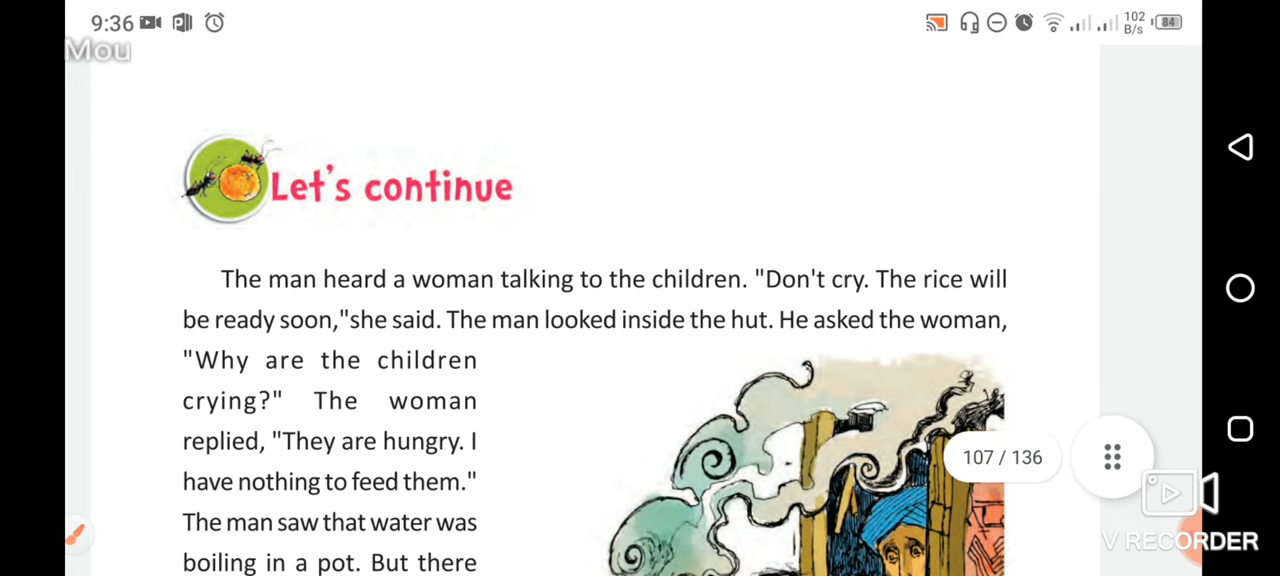 9:36
102
B/s
84
Mou
Let's continue
The man heard a woman talking to the children. "Don't cry. The rice will
be ready soon,"she said. The man looked inside the hut. He asked the woman,
"Why are the children
crying?" The woman
replied, "They are hungry. I
have nothing to feed them."
The man saw that water was
boiling in a pot. But there
107 / 136
V RECORDER